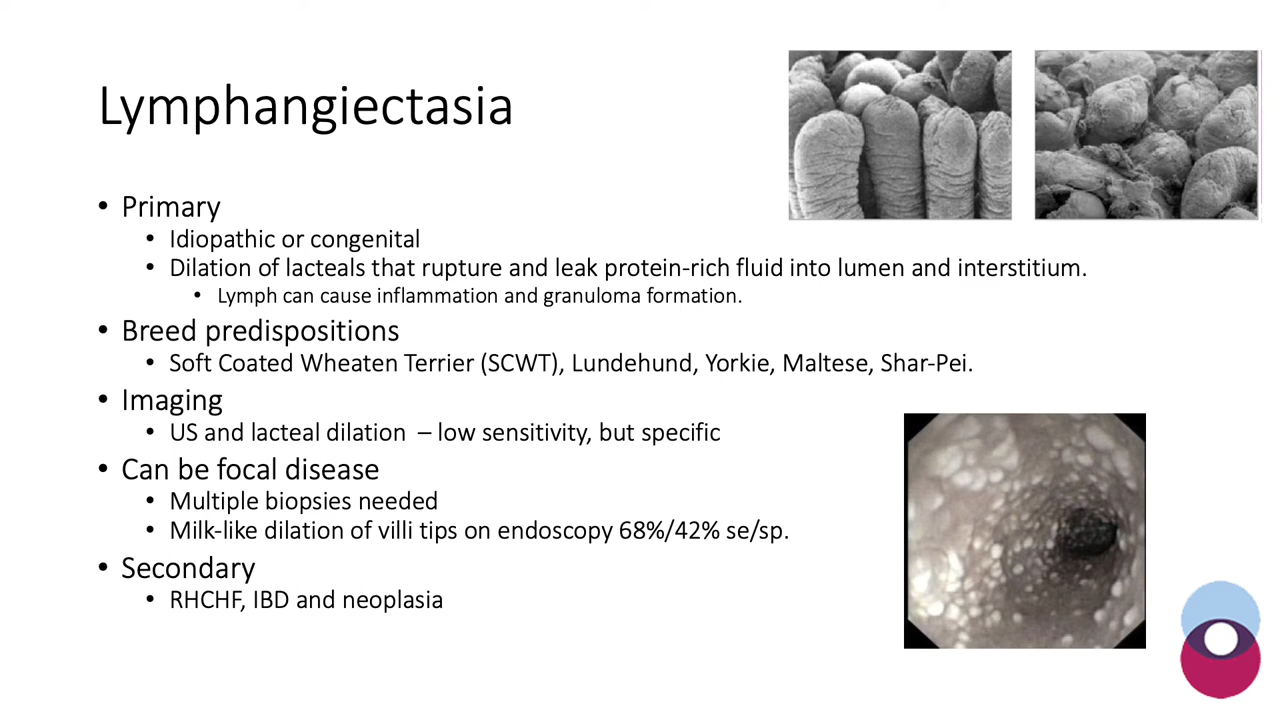 Lymphangiectasia
• Primary
• Idiopathic or congenital
• Dilation of lacteals that rupture and leak protein-rich fluid into lumen and interstitium.
• Lymph can cause inflammation and granuloma formation.
• Breed predispositions
• Soft Coated Wheaten Terrier (SCWT), Lundehund, Yorkie, Maltese, Shar-Pei.
• Imaging
• US and lacteal dilation – low sensitivity, but specific
• Can be focal disease
• Multiple biopsies needed
• Milk-like dilation of villi tips on endoscopy 68%/42% se/sp.
• Secondary
• RHCHF, IBD and neoplasia